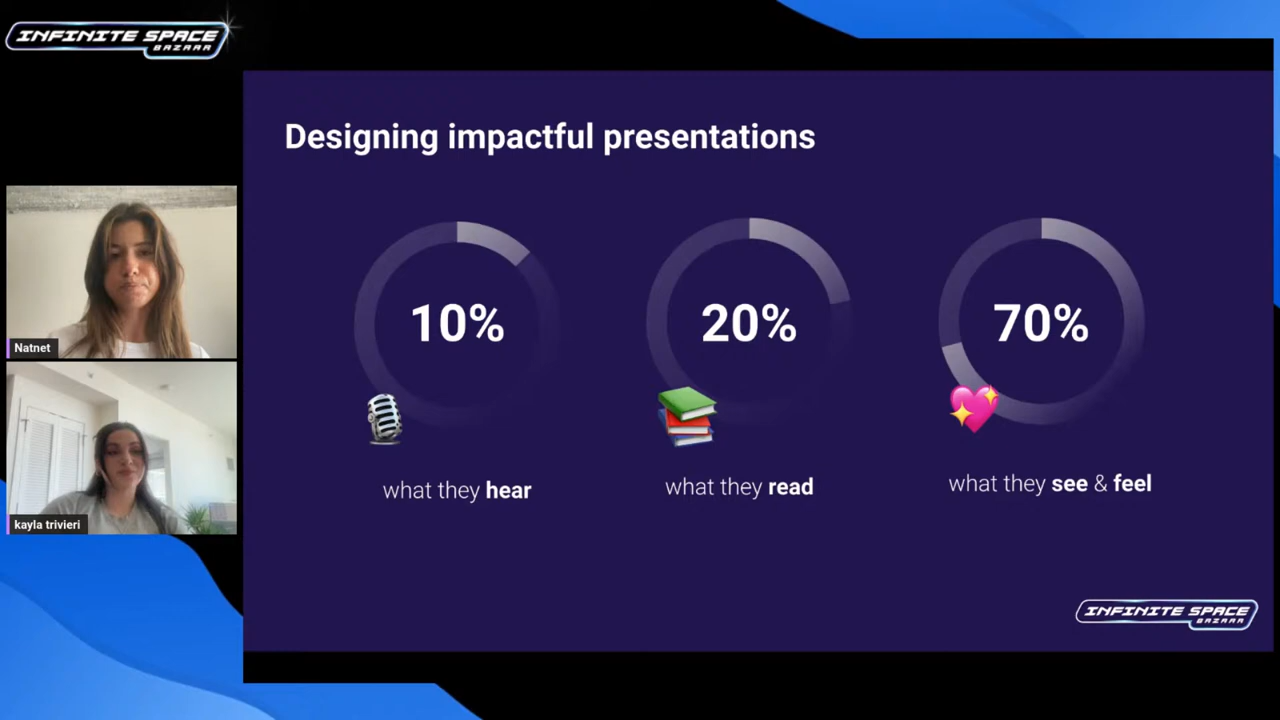 INFINITE SPACE
BAZAAR
Designing impactful presentations
10%
20%
70%
what they hear
what they read
what they see & feel
Natnet
kayla trivieri
INFINITE SPACE
BAZAAR